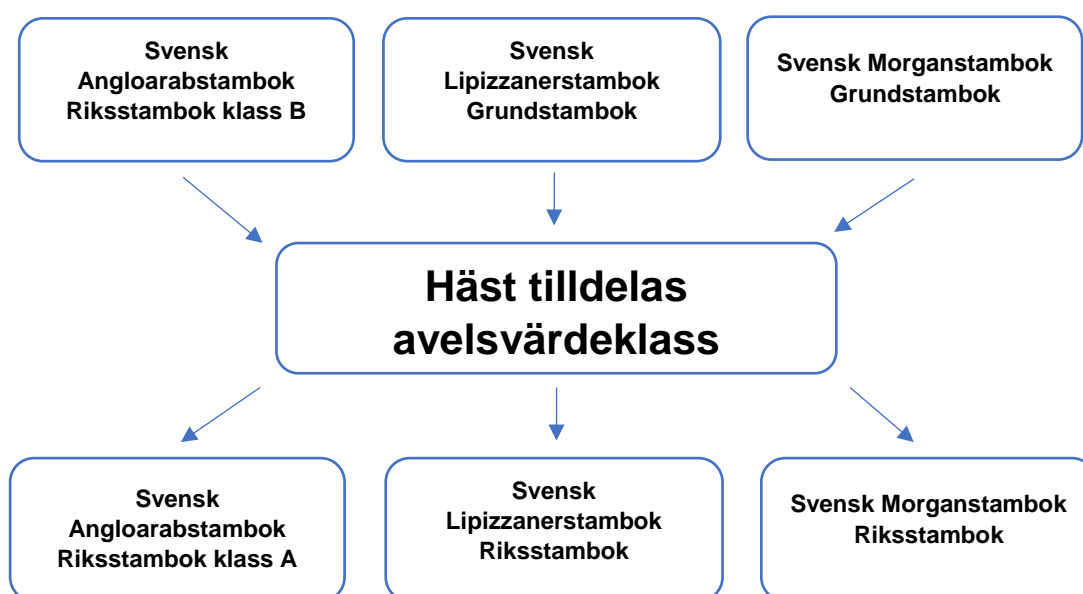 Svensk
Angloarabstambok
Riksstambok klass B
Svensk
Lipizzanerstambok
Grundstambok
Svensk Morganstambok
Grundstambok
Häst tilldelas
avelsvärdeklass
Svensk
Angloarabstambok
Riksstambok klass A
Svensk
Lipizzanerstambok
Riksstambok
Svensk Morganstambok
Riksstambok